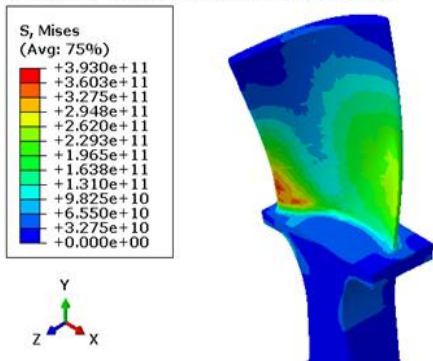 S, Mises
(Avg: 75%)
+3.930e+11
+3.603e+11
+3.275e+11
+2.948e+11
+2.620e+11
+2.293e+11
+1.965e+11
+1.638e+11
+1.310e+11
+9.825e+10
+6.550e+10
+3.275e+10
+0.000e+00
Y
Z X